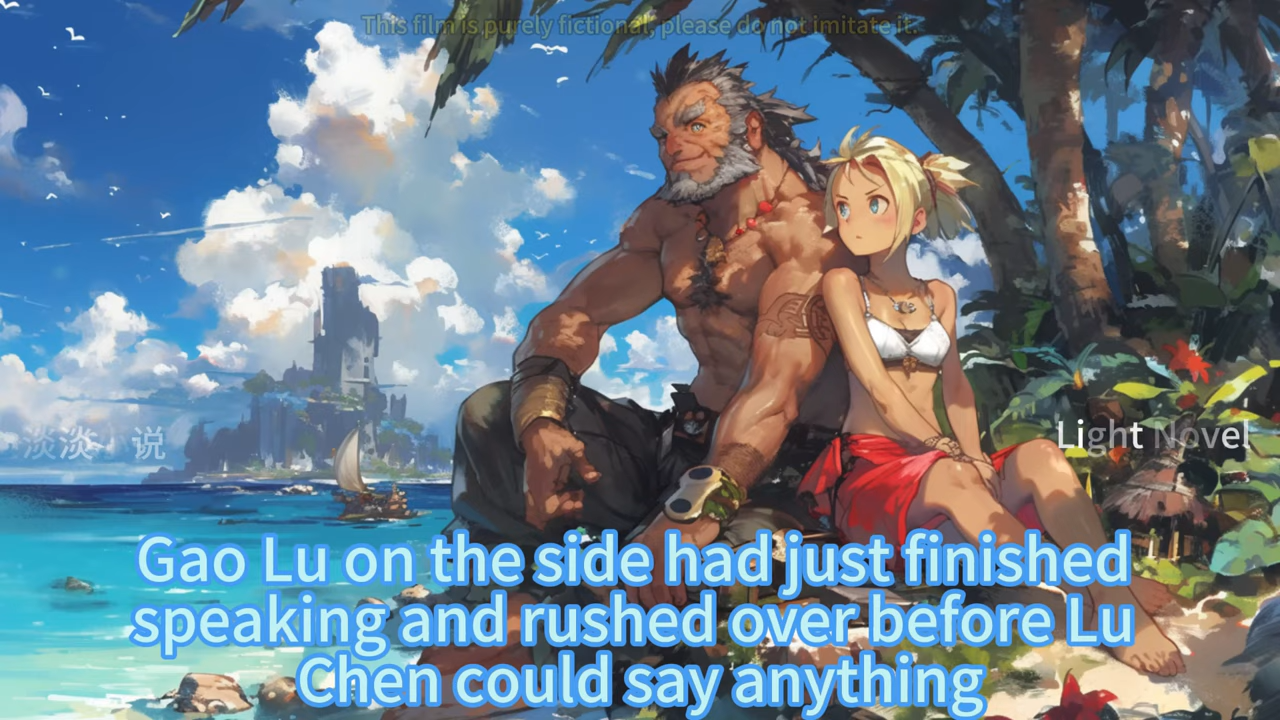 This film is purely fictional, please do not imitate it.
淡淡小说
Light Novel
Gao Lu on the side had just finished
speaking and rushed over before Lu
Chen could say anything